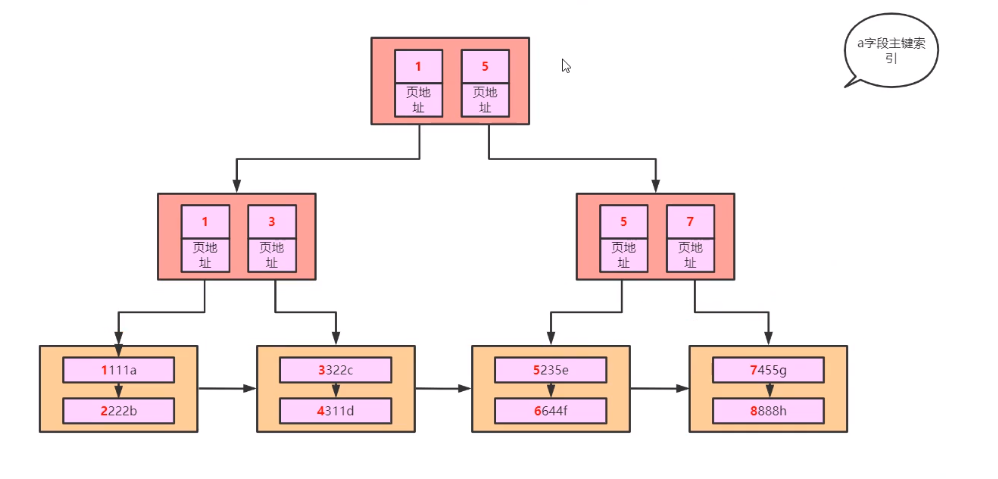 a字段主键索
引
1 5
页地 页地
址 址
1 3 5 7
页地 页地 页地 页地
址 址 址 址
1111a 3322c 5235e 7455g
2222b 4311d 6644f 8888h